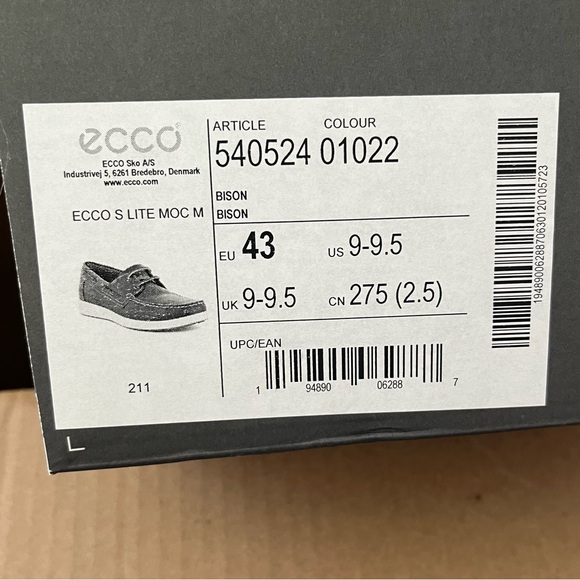 ecco
ECCO Sko A/S
Industrivej 5, 6261 Bredebro, Denmark
www.ecco.com
ECCO S LITE MOC M
211
ARTICLE COLOUR
540524 01022
BISON
BISON
EU 43 US 9-9.5
UK 9-9.5 CN 275 (2.5)
UPC/EAN
1 94890 06288 7
1948900628870630120105723
L